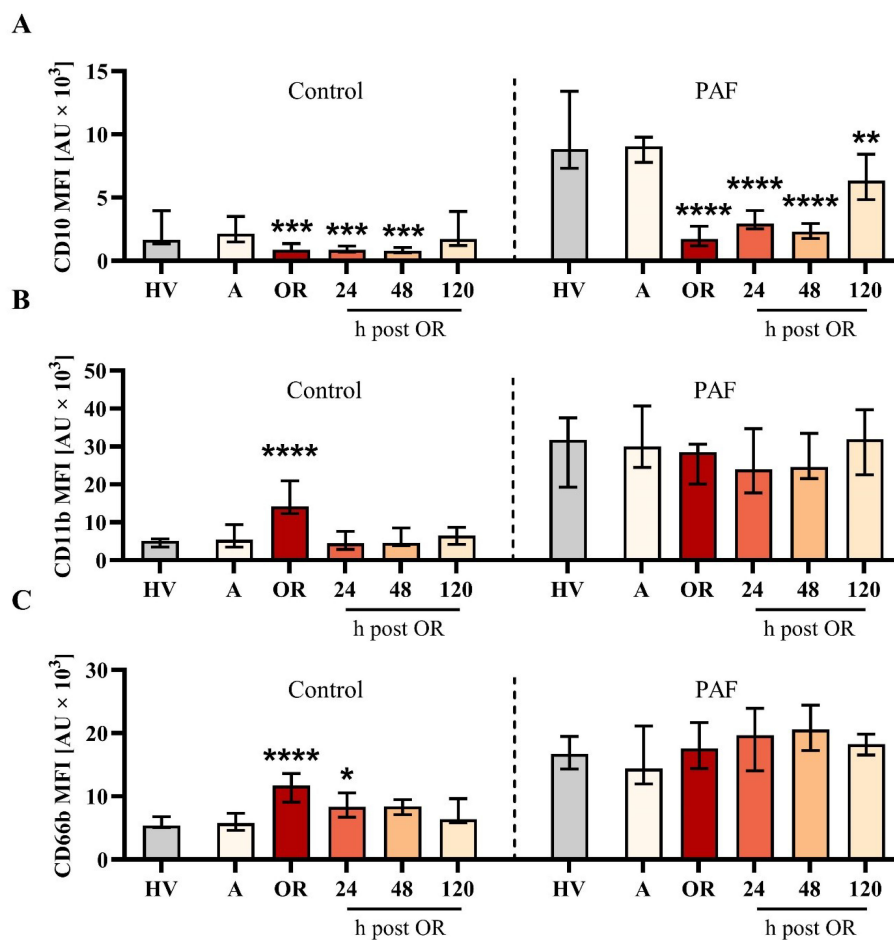 A
CD10 MFI [AU × 10³]
15
10
5
0
Control
PAF
*** *** ***
**** **** **** **
HV A OR 24 48 120 HV A OR 24 48 120
h post OR h post OR
B
CD11b MFI [AU × 10³]
50
40
30
20
10
0
Control
PAF
****
HV A OR 24 48 120 HV A OR 24 48 120
h post OR h post OR
C
CD66b MFI [AU × 10³]
30
20
10
0
Control
PAF
**** *
HV A OR 24 48 120 HV A OR 24 48 120
h post OR h post OR